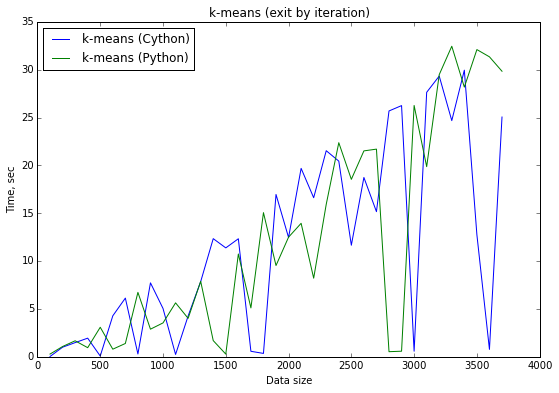 k-means (exit by iteration)
k-means (Cython)
k-means (Python)
Time, sec
35
30
25
20
15
10
5
0
0 500 1000 1500 2000 2500 3000 3500 4000
Data size